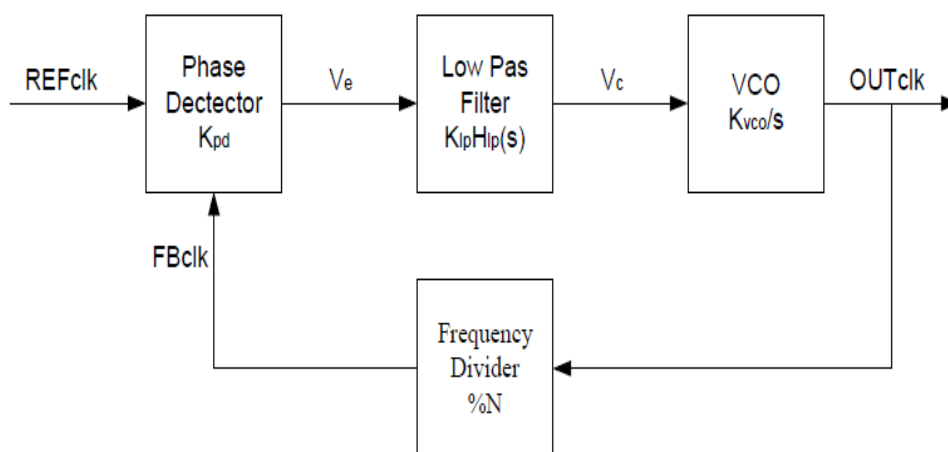 REFclk
Phase
Dectector
Kpd
Ve
Low Pas
Filter
KlpHlp(s)
Vc
VCO
Kvco/s
OUTclk
FBclk
Frequency
Divider
%N